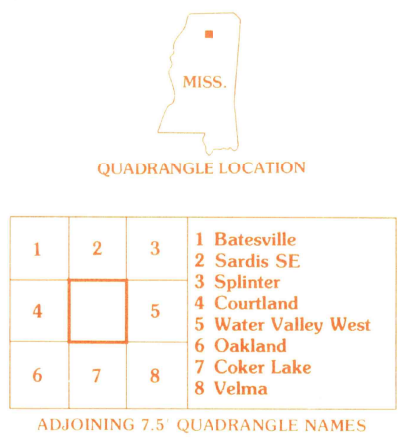 MISS.
QUADRANGLE LOCATION
1 2 3
4 5
6 7 8
1 Batesville
2 Sardis SE
3 Splinter
4 Courtland
5 Water Valley West
6 Oakland
7 Coker Lake
8 Velma
ADJOINING 7.5' QUADRANGLE NAMES